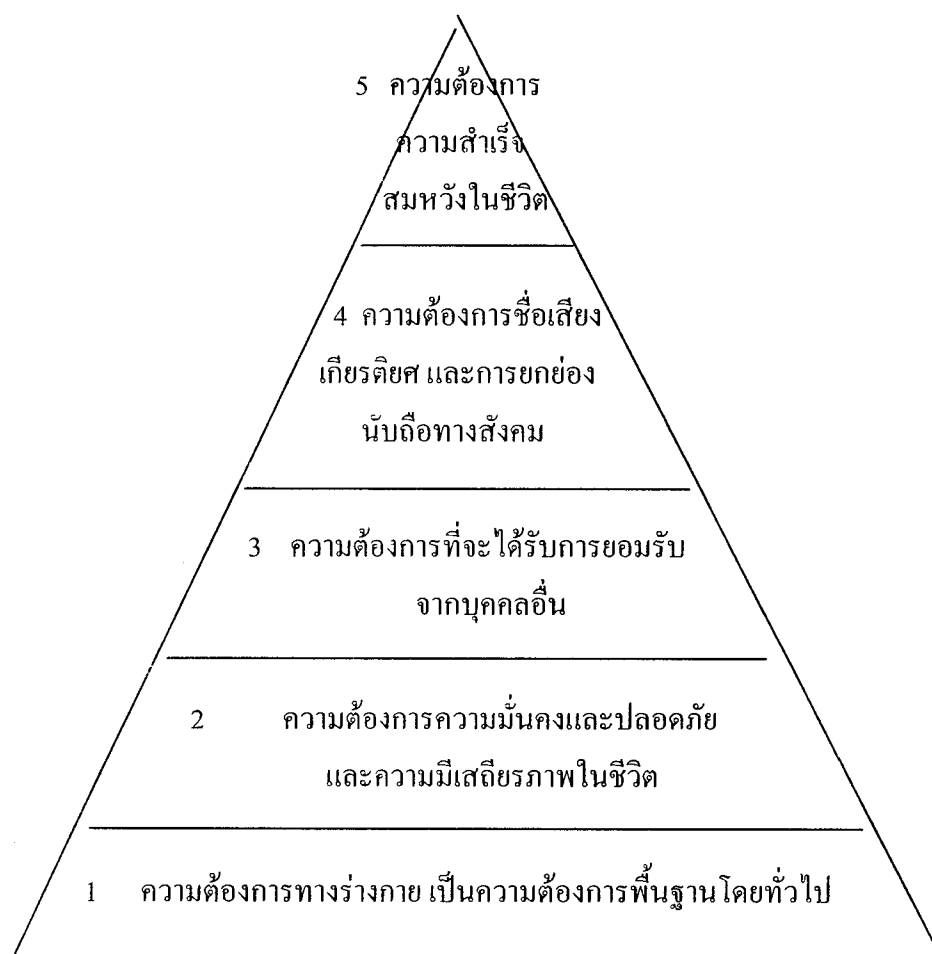 5 ความต้องการ
ความสำเร็จ
สมหวังในชีวิต
4 ความต้องการชื่อเสียง
เกียรติยศ และการยกย่อง
นับถือทางสังคม
3 ความต้องการที่จะได้รับการยอมรับ
จากบุคคลอื่น
2 ความต้องการความมั่นคงและปลอดภัย
และความมีเสถียรภาพในชีวิต
1 ความต้องการทางร่างกาย เป็นความต้องการพื้นฐานโดยทั่วไป